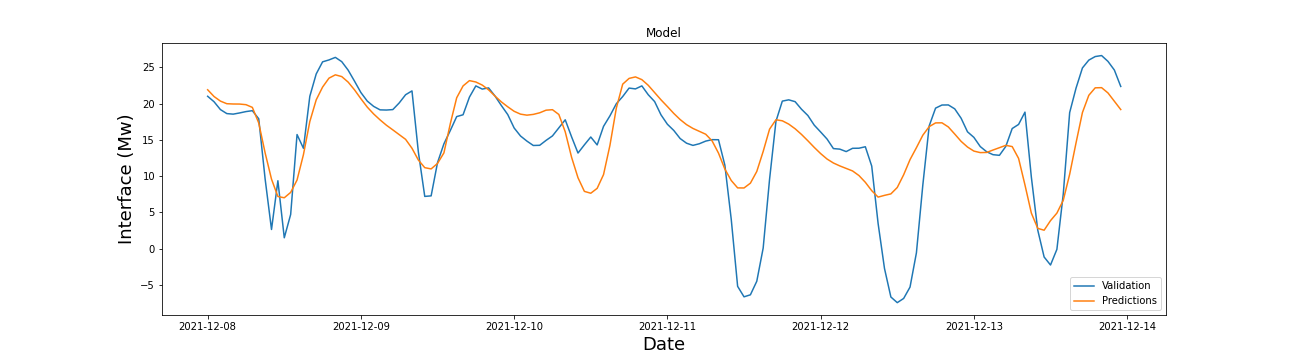 Model
Interface (Mw)
25
20
15
10
5
0
−5
2021-12-08
2021-12-09
2021-12-10
2021-12-11
2021-12-12
2021-12-13
2021-12-14
Date
Validation
Predictions